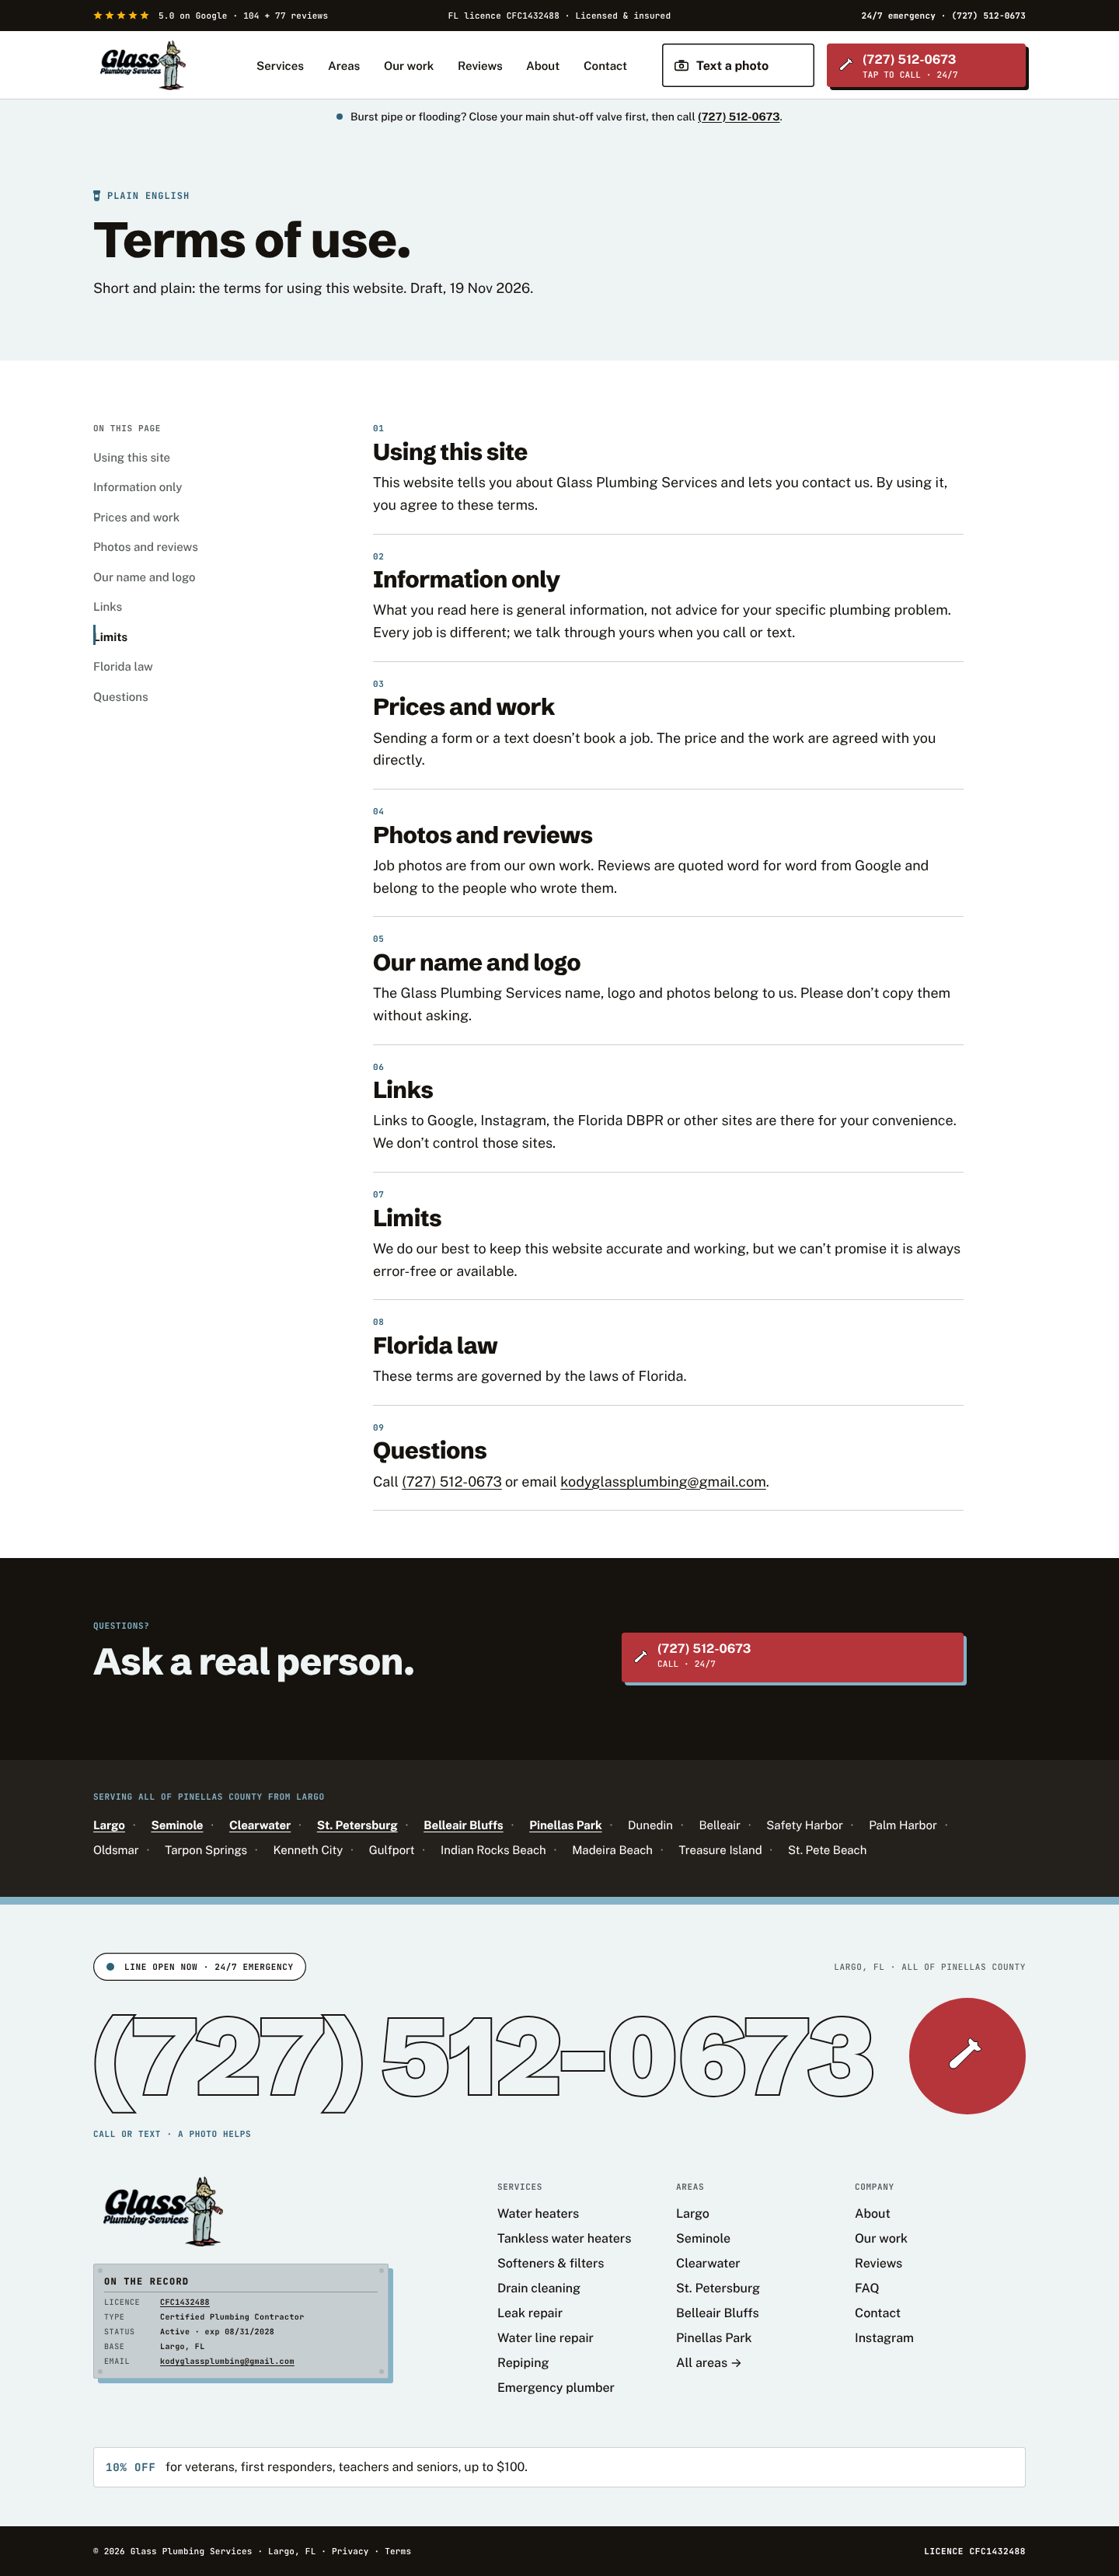 5.0 on Google · 104 + 77 reviews
FL licence CFC1432488 · Licensed & insured
24/7 emergency · (727) 512-0673
Glass
Plumbing Services
Services
Areas
Our work
Reviews
About
Contact
Text a photo
(727) 512-0673
TAP TO CALL · 24/7
Burst pipe or flooding? Close your main shut-off valve first, then call (727) 512-0673.
PLAIN ENGLISH
Terms of use.
Short and plain: the terms for using this website. Draft, 19 Nov 2026.
ON THIS PAGE
Using this site
Information only
Prices and work
Photos and reviews
Our name and logo
Links
Limits
Florida law
Questions
01
Using this site
This website tells you about Glass Plumbing Services and lets you contact us. By using it,
you agree to these terms.
02
Information only
What you read here is general information, not advice for your specific plumbing problem.
Every job is different; we talk through yours when you call or text.
03
Prices and work
Sending a form or a text doesn’t book a job. The price and the work are agreed with you
directly.
04
Photos and reviews
Job photos are from our own work. Reviews are quoted word for word from Google and
belong to the people who wrote them.
05
Our name and logo
The Glass Plumbing Services name, logo and photos belong to us. Please don’t copy them
without asking.
06
Links
Links to Google, Instagram, the Florida DBPR or other sites are there for your convenience.
We don’t control those sites.
07
Limits
We do our best to keep this website accurate and working, but we can’t promise it is always
error-free or available.
08
Florida law
These terms are governed by the laws of Florida.
09
Questions
Call (727) 512-0673 or email kodyglassplumbing@gmail.com.
QUESTIONS?
Ask a real person.
(727) 512-0673
CALL · 24/7
SERVING ALL OF PINELLAS COUNTY FROM LARGO
Largo · Seminole · Clearwater · St. Petersburg · Belleair Bluffs · Pinellas Park · Dunedin · Belleair · Safety Harbor · Palm Harbor ·
Oldsmar · Tarpon Springs · Kenneth City · Gulfport · Indian Rocks Beach · Madeira Beach · Treasure Island · St. Pete Beach
LINE OPEN NOW · 24/7 EMERGENCY
LARGO, FL · ALL OF PINELLAS COUNTY
(727) 512-0673
CALL OR TEXT · A PHOTO HELPS
Glass
Plumbing Services
ON THE RECORD
LICENCE CFC1432488
TYPE Certified Plumbing Contractor
STATUS Active · exp 08/31/2028
BASE Largo, FL
EMAIL kodyglassplumbing@gmail.com
SERVICES
Water heaters
Tankless water heaters
Softeners & filters
Drain cleaning
Leak repair
Water line repair
Repiping
Emergency plumber
AREAS
Largo
Seminole
Clearwater
St. Petersburg
Belleair Bluffs
Pinellas Park
All areas →
COMPANY
About
Our work
Reviews
FAQ
Contact
Instagram
10% OFF for veterans, first responders, teachers and seniors, up to $100.
© 2026 Glass Plumbing Services · Largo, FL · Privacy · Terms
LICENCE CFC1432488